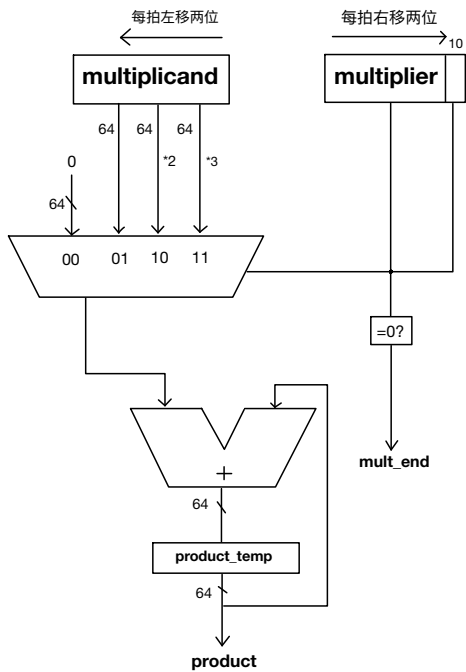 每拍左移两位
每拍右移两位
10
multiplicand
multiplier
64 64 64
0 *2 *3
64
00 01 10 11
=0?
mult_end
+
64
product_temp
64
product